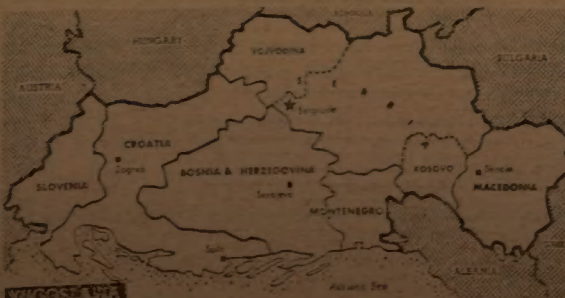 ROMANIA
HUNGARY
VOJVODINA
BULGARIA
AUSTRIA
S E R B I A
Belgrade
CROATIA
Zagreb
BOSNIA & HERZEGOVINA
KOSOVO
Skopje
SLOVENIA
Sarajevo
MACEDONIA
MONTENEGRO
Split
ALBANIA
Adriatic Sea
YUGOSLAVIA